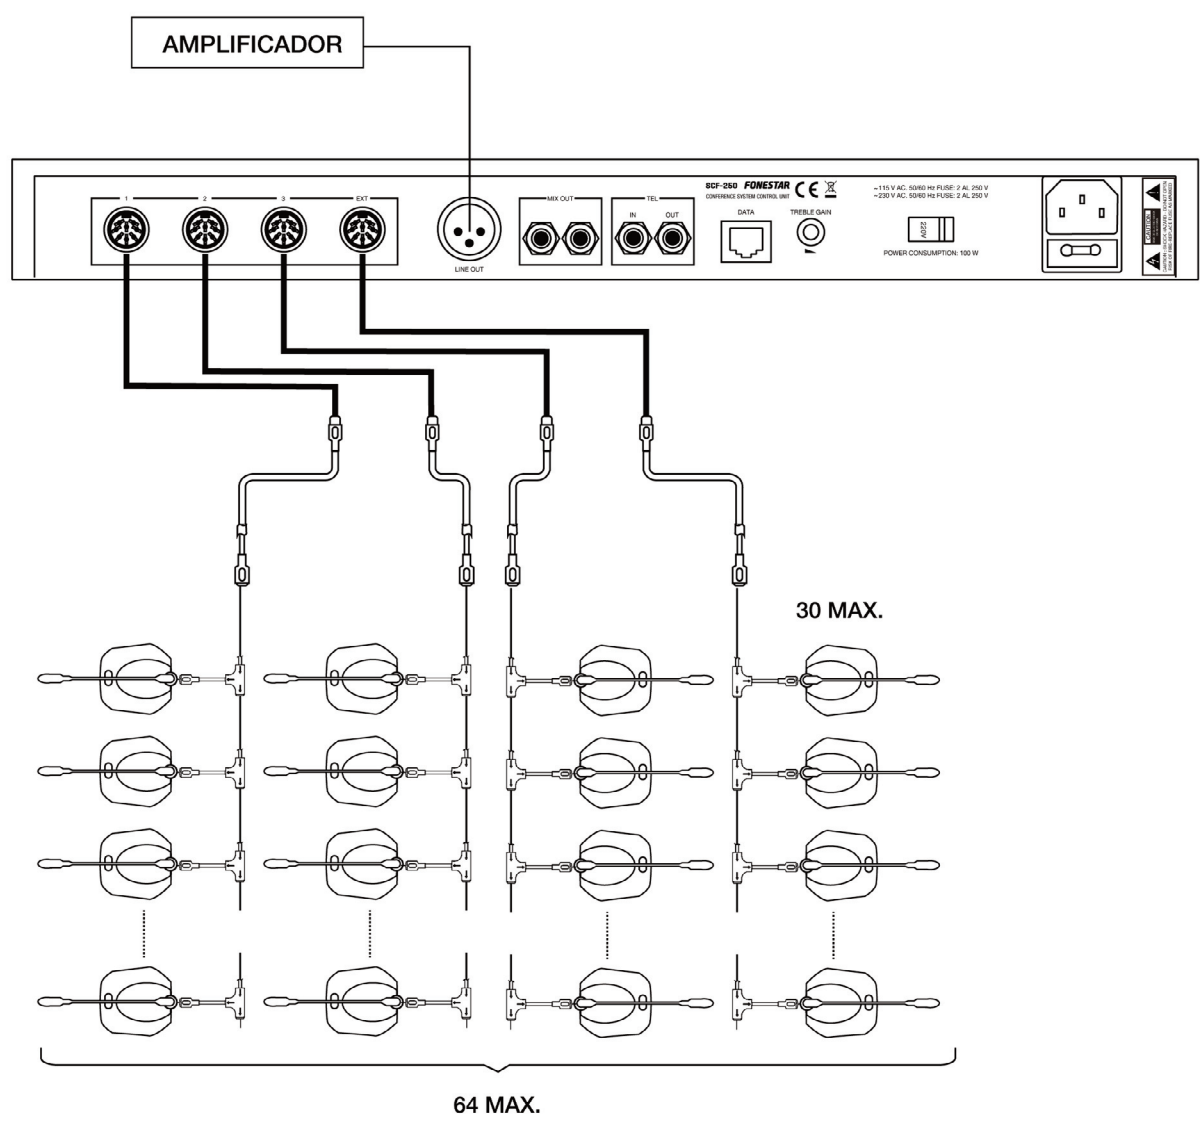 AMPLIFICADOR
1 2 3 EXT
LINE OUT
MIX OUT
TEL
IN OUT
SCF-250 FONESTAR CE
CONFERENCE SYSTEM CONTROL UNIT
DATA
TREBLE GAIN
~115 V AC. 50/60 Hz FUSE: 2 AL 250 V
~230 V AC. 50/60 Hz FUSE: 2 AL 250 V
220V
POWER CONSUMPTION: 100 W
CAUTION
30 MAX.
64 MAX.